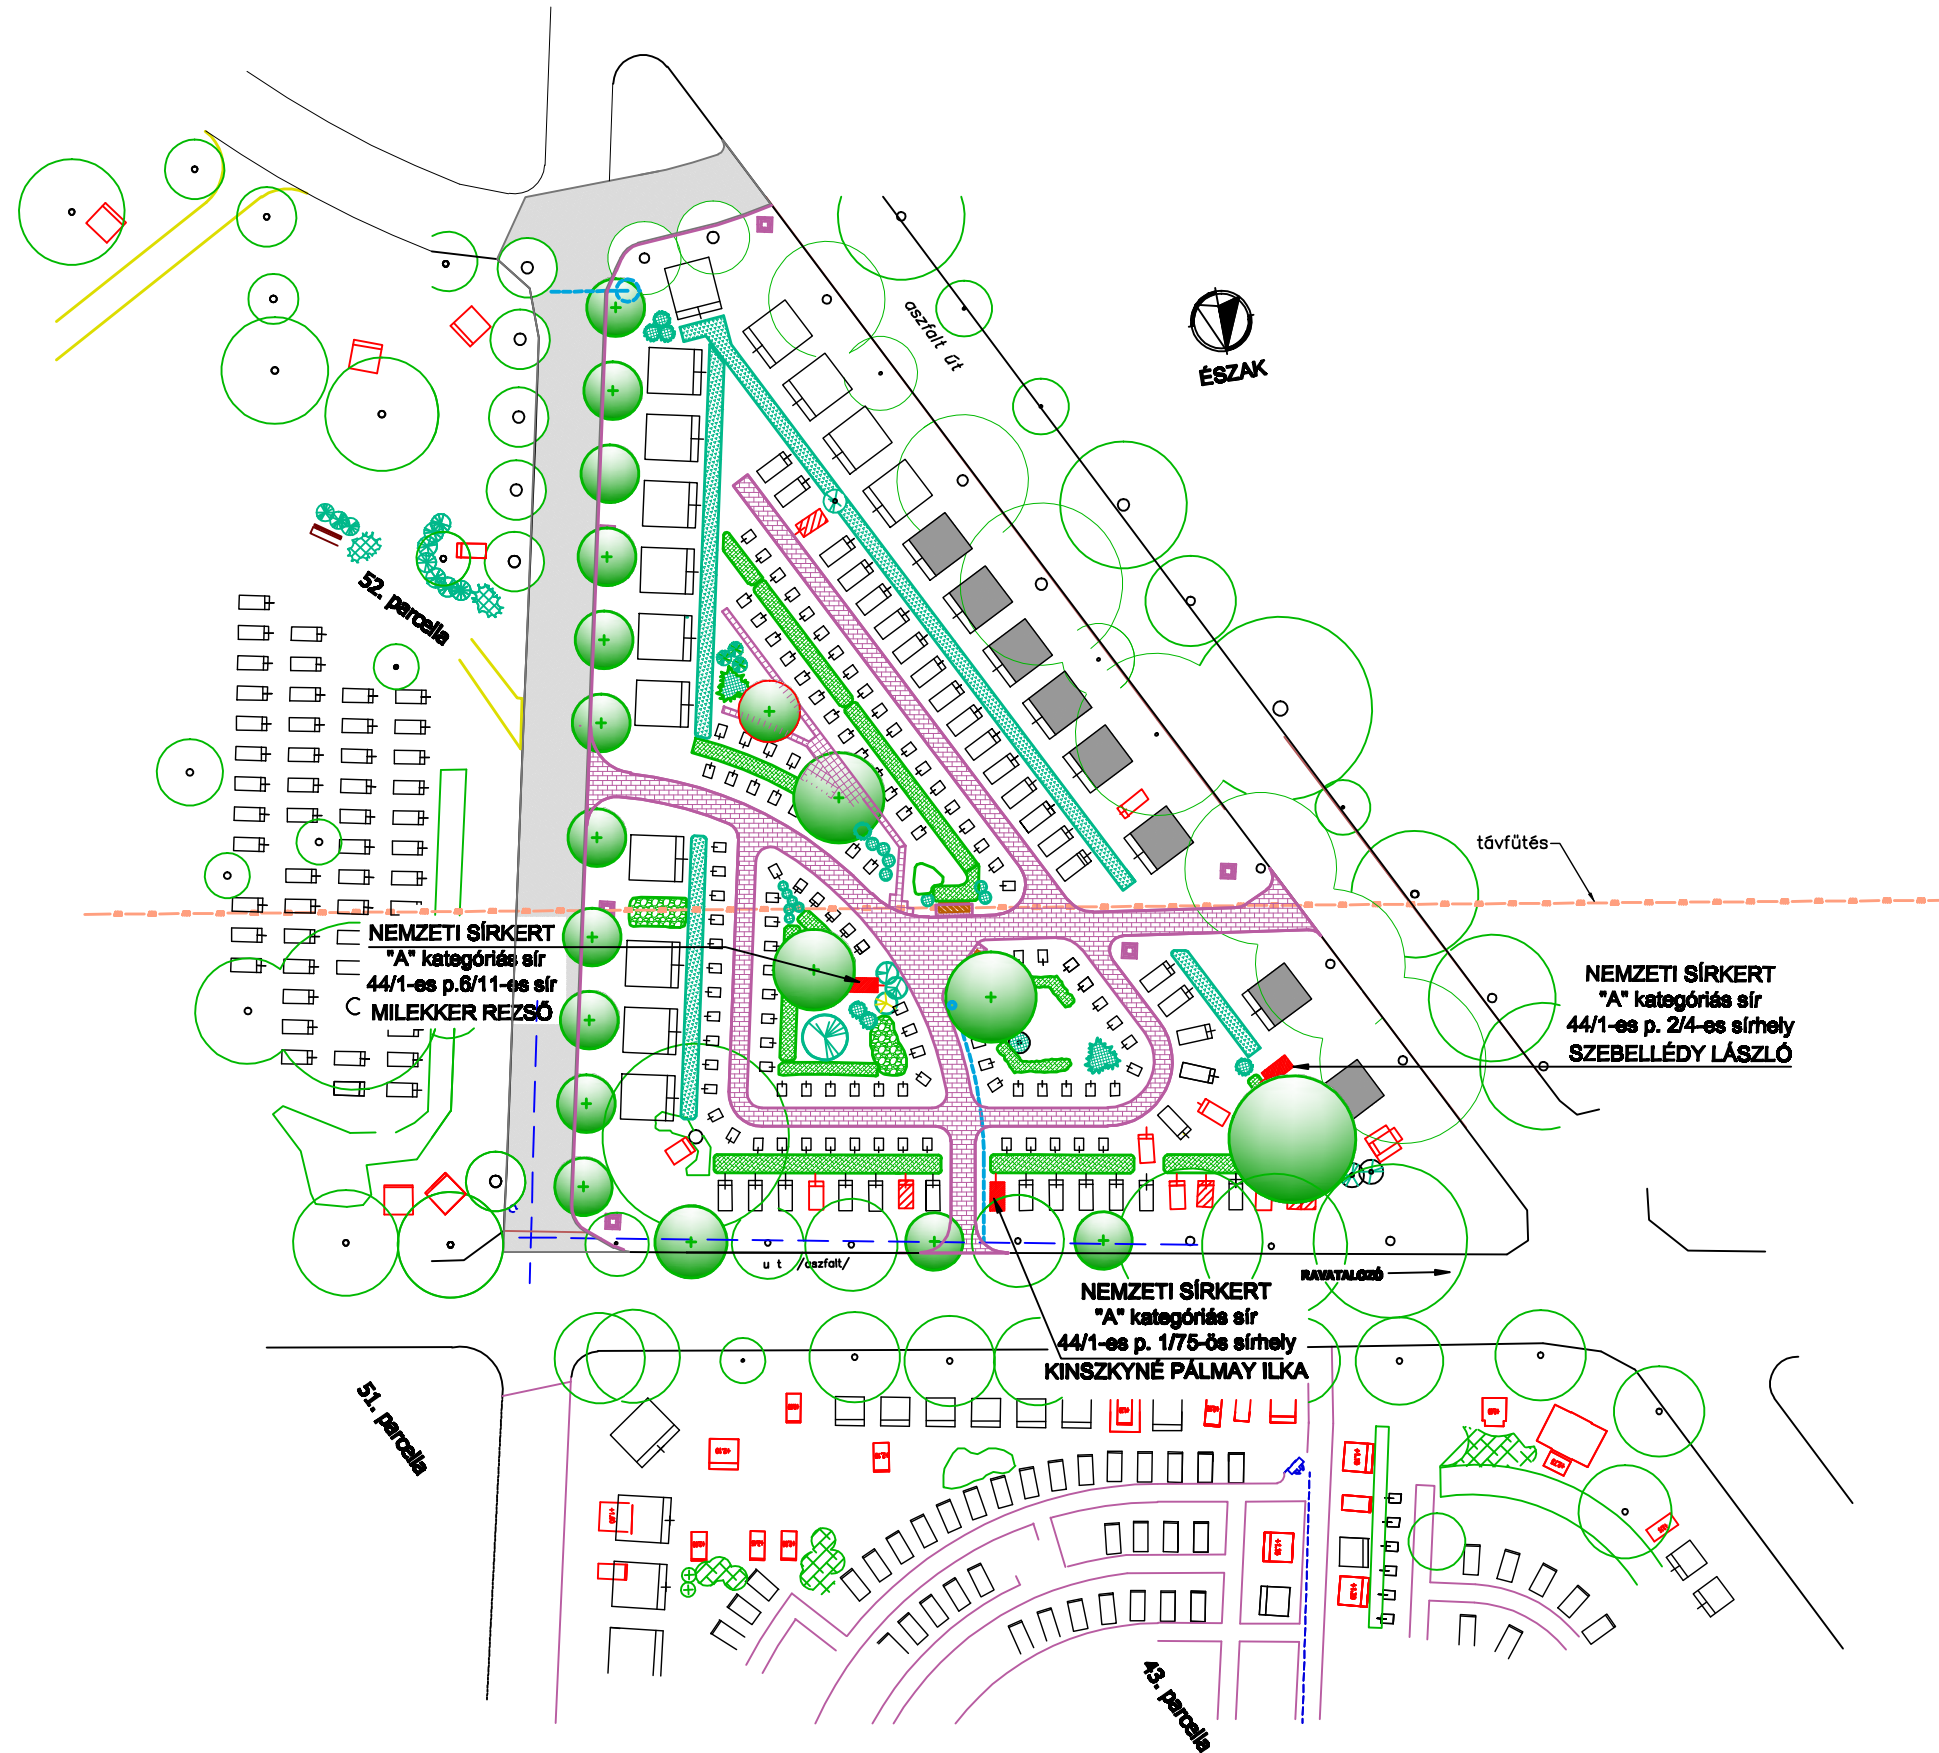 aszfalt út
ÉSZAK
52. parcella
távfűtés
NEMZETI SÍRKERT
"A" kategóriás sír
44/1-es p.6/11-es sír
MILEKKER REZSŐ
NEMZETI SÍRKERT
"A" kategóriás sír
44/1-es p. 2/4-es sírhely
SZEBELLÉDY LÁSZLÓ
u t /aszfalt/
RAVATALOZÓ
NEMZETI SÍRKERT
"A" kategóriás sír
44/1-es p. 1/75-ös sírhely
KINSZKYNÉ PÁLMAY ILKA
51. parcella
43. parcella